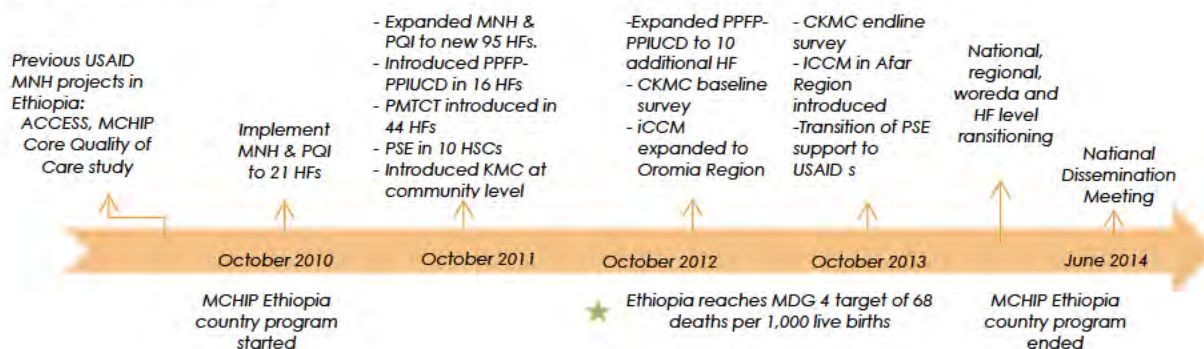 Previous USAID
MNH projects in
Ethiopia:
ACCESS, MCHIP
Core Quality of
Care study
Implement
MNH & PQI
to 21 HFs
- Expanded MNH &
PQI to new 95 HFs.
- Introduced PPFP-
PPIUCD in 16 HFs
- PMTCT introduced in
44 HFs
- PSE in 10 HSCs
- Introduced KMC at
community level
-Expanded PPFP-
PPIUCD to 10
additional HF
- CKMC baseline
survey
- iCCM
expanded to
Oromia Region
- CKMC endline
survey
- ICCM in Afar
Region
introduced
-Transition of PSE
support to
USAID s
National,
regional,
woreda and
HF level
ransitioning
National
Dissemination
Meeting
October 2010
October 2011
October 2012
October 2013
June 2014
MCHIP Ethiopia
country program
started
Ethiopia reaches MDG 4 target of 68
deaths per 1,000 live births
MCHIP Ethiopia
country program
ended